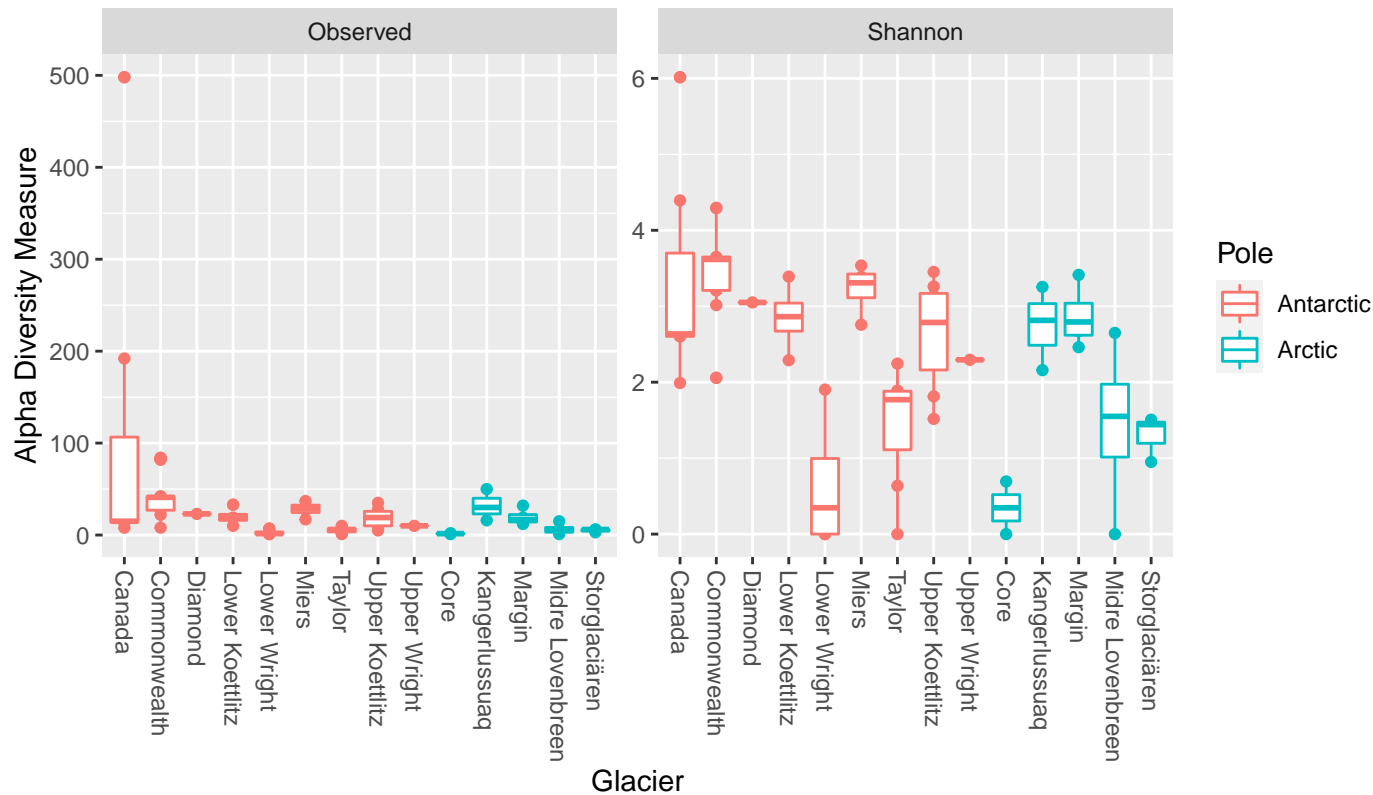 Observed
Shannon
Alpha Diversity Measure
500
400
300
200
100
0
6
4
2
0
Canada
Commonwealth
Diamond
Lower Koettlitz
Lower Wright
Miers
Taylor
Upper Koettlitz
Upper Wright
Core
Kangerlussuaq
Margin
Midre Lovenbreen
Storglaciären
Canada
Commonwealth
Diamond
Lower Koettlitz
Lower Wright
Miers
Taylor
Upper Koettlitz
Upper Wright
Core
Kangerlussuaq
Margin
Midre Lovenbreen
Storglaciären
Glacier
Pole
Antarctic
Arctic